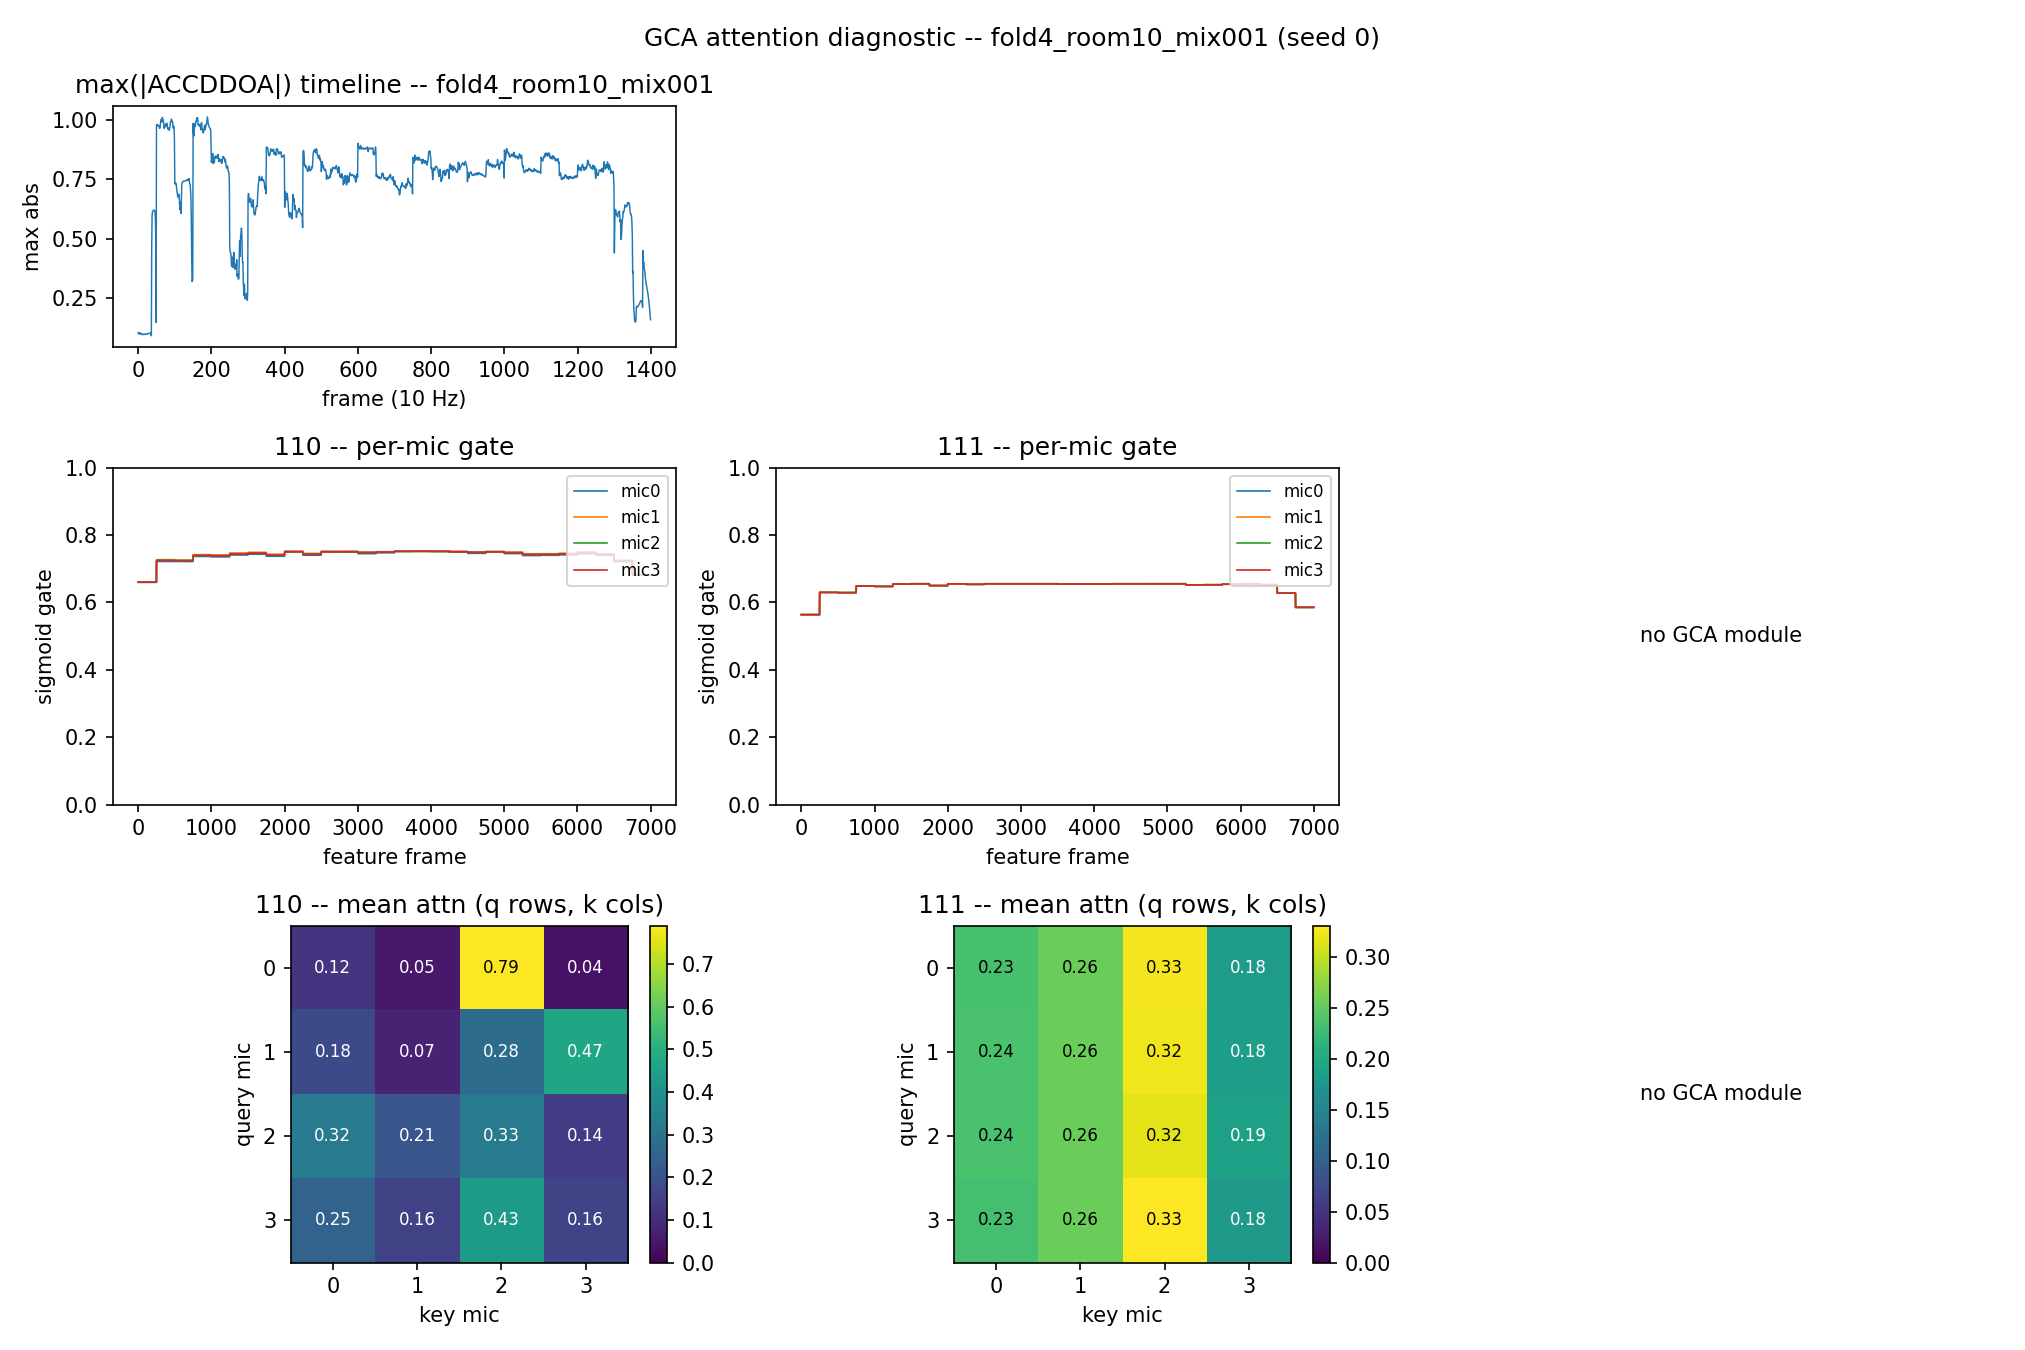 GCA attention diagnostic -- fold4_room10_mix001 (seed 0)
max(|ACCDDOA|) timeline -- fold4_room10_mix001
max abs
1.00
0.75
0.50
0.25
0 200 400 600 800 1000 1200 1400
frame (10 Hz)
110 -- per-mic gate
sigmoid gate
1.0
0.8
0.6
0.4
0.2
0.0
mic0
mic1
mic2
mic3
0 1000 2000 3000 4000 5000 6000 7000
feature frame
111 -- per-mic gate
sigmoid gate
1.0
0.8
0.6
0.4
0.2
0.0
mic0
mic1
mic2
mic3
0 1000 2000 3000 4000 5000 6000 7000
feature frame
no GCA module
110 -- mean attn (q rows, k cols)
query mic
0 0.12 0.05 0.79 0.04
1 0.18 0.07 0.28 0.47
2 0.32 0.21 0.33 0.14
3 0.25 0.16 0.43 0.16
0 1 2 3
key mic
0.7
0.6
0.5
0.4
0.3
0.2
0.1
0.0
111 -- mean attn (q rows, k cols)
query mic
0 0.23 0.26 0.33 0.18
1 0.24 0.26 0.32 0.18
2 0.24 0.26 0.32 0.19
3 0.23 0.26 0.33 0.18
0 1 2 3
key mic
0.30
0.25
0.20
0.15
0.10
0.05
0.00
no GCA module